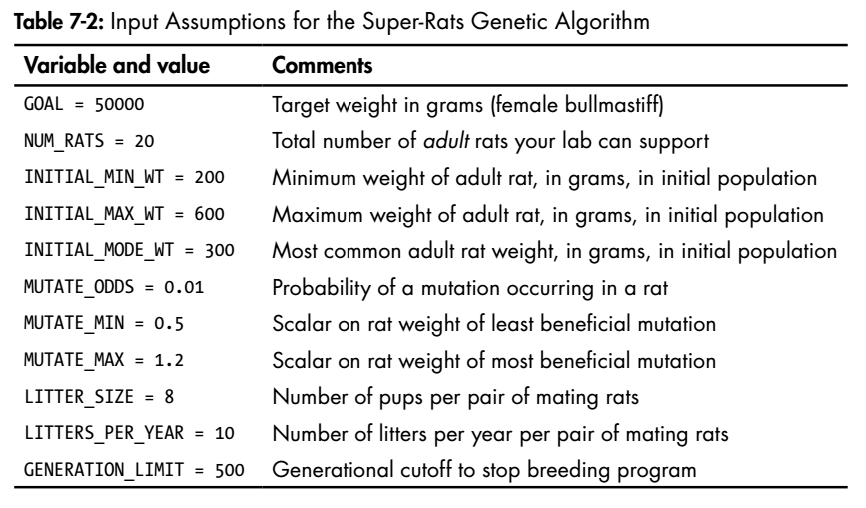 Table 7-2: Input Assumptions for the Super-Rats Genetic Algorithm
Variable and value Comments
GOAL = 50000 Target weight in grams (female bullmastiff)
NUM_RATS = 20 Total number of adult rats your lab can support
INITIAL_MIN_WT = 200 Minimum weight of adult rat, in grams, in initial population
INITIAL_MAX_WT = 600 Maximum weight of adult rat, in grams, in initial population
INITIAL_MODE_WT = 300 Most common adult rat weight, in grams, in initial population
MUTATE_ODDS = 0.01 Probability of a mutation occurring in a rat
MUTATE_MIN = 0.5 Scalar on rat weight of least beneficial mutation
MUTATE_MAX = 1.2 Scalar on rat weight of most beneficial mutation
LITTER_SIZE = 8 Number of pups per pair of mating rats
LITTERS_PER_YEAR = 10 Number of litters per year per pair of mating rats
GENERATION_LIMIT = 500 Generational cutoff to stop breeding program